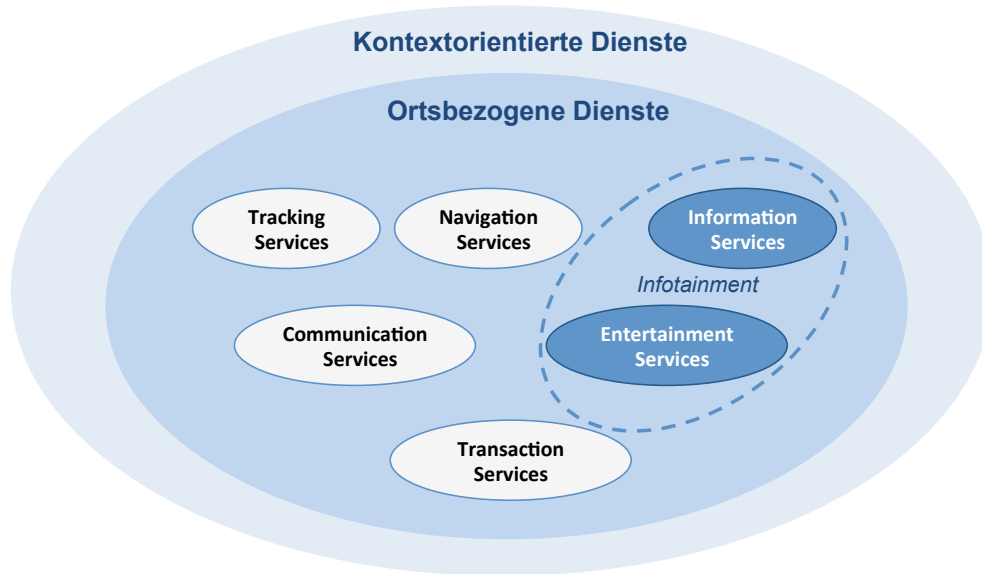 Kontextorientierte Dienste
Ortsbezogene Dienste
Tracking
Services
Navigation
Services
Information
Services
Infotainment
Communication
Services
Entertainment
Services
Transaction
Services